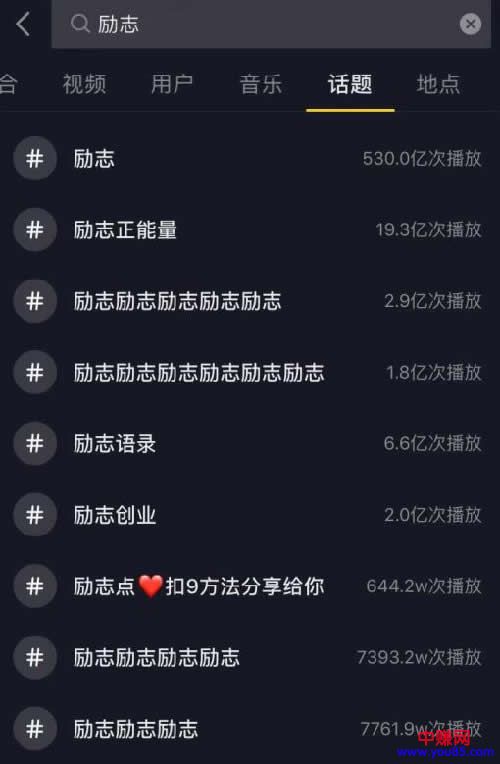 励志
合 视频 用户 音乐 话题 地点
# 励志 530.0亿次播放
# 励志正能量 19.3亿次播放
# 励志励志励志励志励志 2.9亿次播放
# 励志励志励志励志励志励志 1.8亿次播放
# 励志语录 6.6亿次播放
# 励志创业 2.0亿次播放
# 励志点❤️扣9方法分享给你 644.2w次播放
# 励志励志励志励志 7393.2w次播放
# 励志励志励志 7761.9w次播放
中赚网
www.you85.com